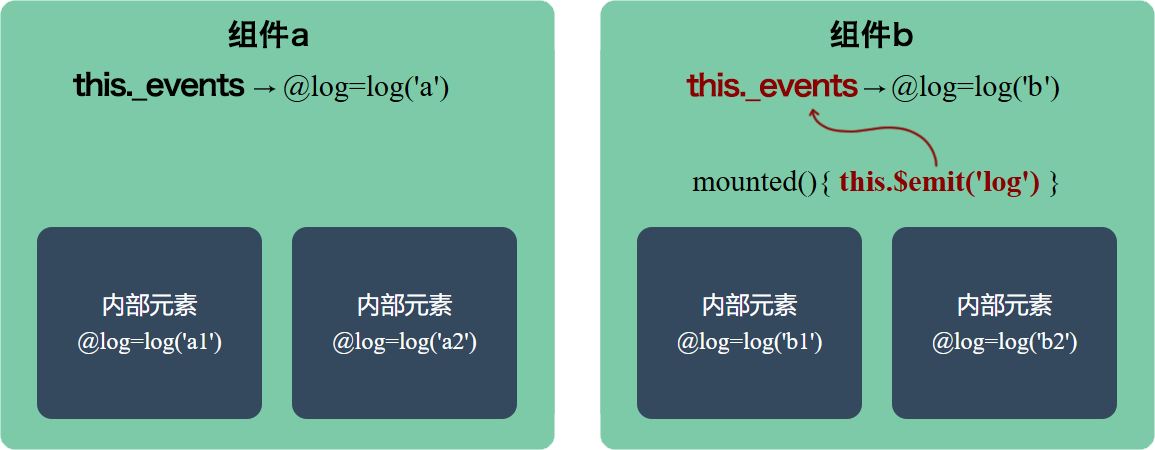 组件a
this._events → @log=log('a')
内部元素
@log=log('a1')
内部元素
@log=log('a2')
组件b
this._events → @log=log('b')
mounted(){ this.$emit('log') }
内部元素
@log=log('b1')
内部元素
@log=log('b2')